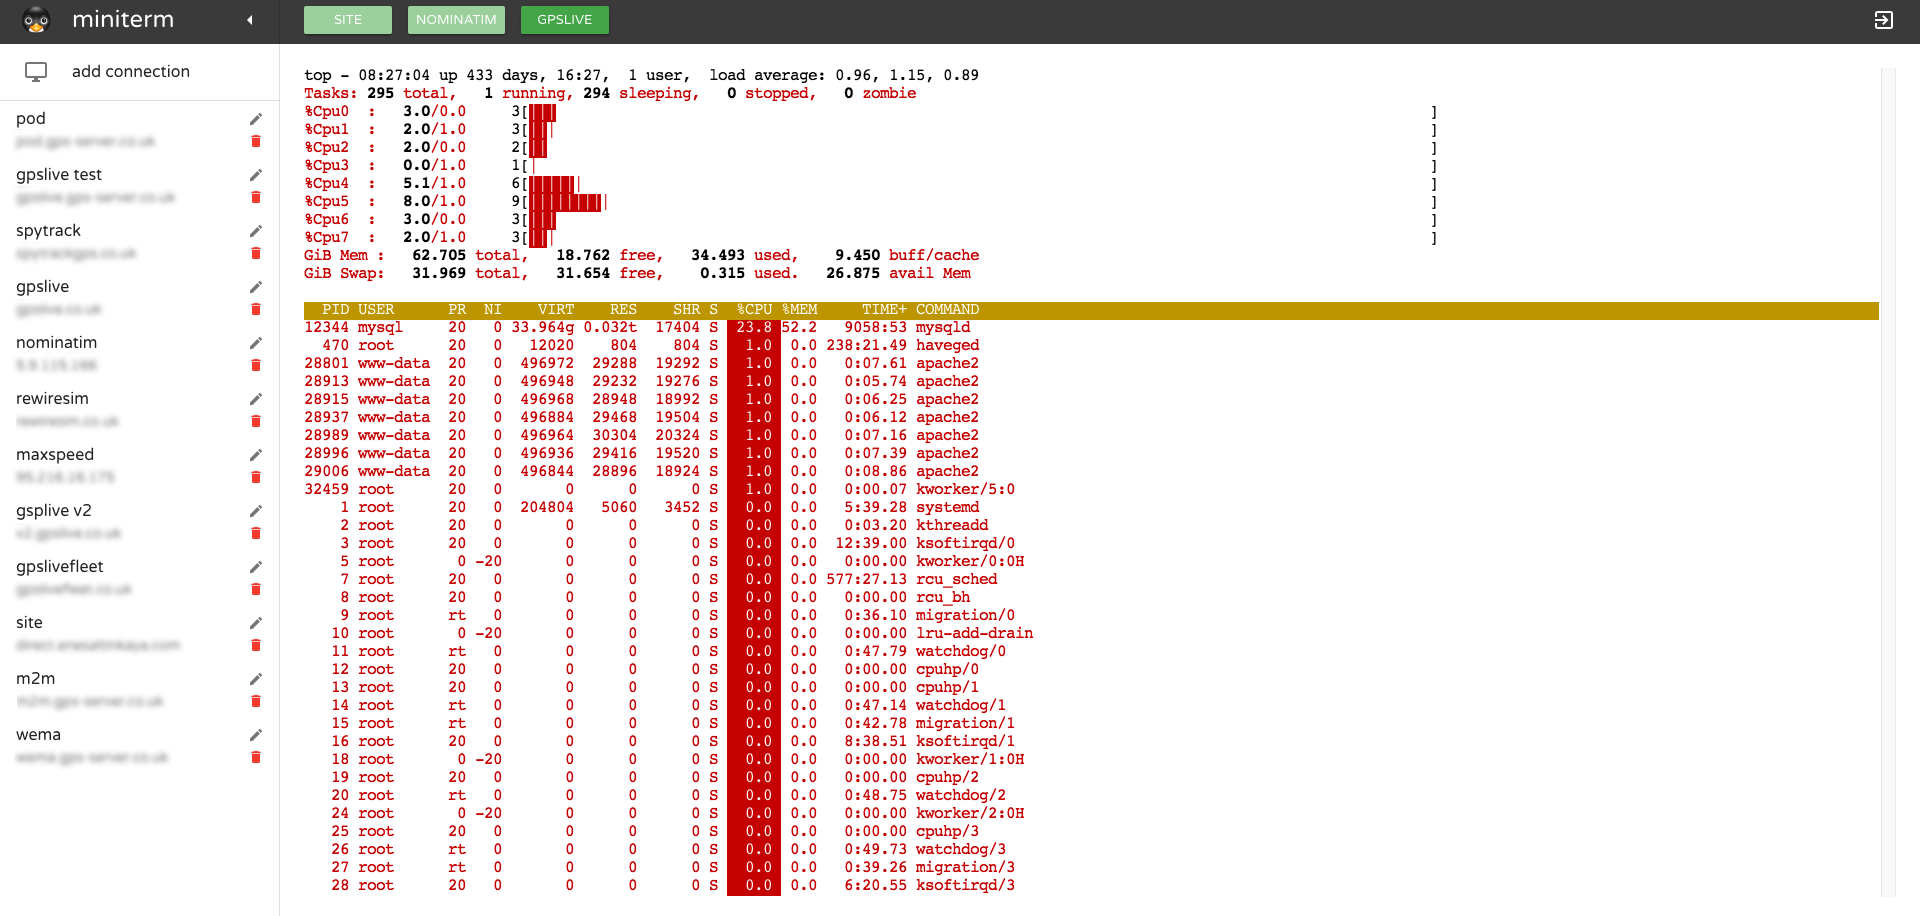 miniterm
SITE
NOMINATIM
GPSLIVE
add connection
pod
gpslive test
spytrack
gpslive
nominatim
rewiresim
maxspeed
gsplive v2
gpslivefleet
site
m2m
wema
top - 08:27:04 up 433 days, 16:27,  1 user,  load average: 0.96, 1.15, 0.89
Tasks: 295 total,   1 running, 294 sleeping,   0 stopped,   0 zombie
%Cpu0  :   3.0/0.0     3[|||                                                                                                  ]
%Cpu1  :   2.0/1.0     3[|||                                                                                                  ]
%Cpu2  :   2.0/0.0     2[||                                                                                                   ]
%Cpu3  :   0.0/1.0     1[|                                                                                                    ]
%Cpu4  :   5.1/1.0     6[||||||                                                                                               ]
%Cpu5  :   8.0/1.0     9[|||||||||                                                                                            ]
%Cpu6  :   3.0/0.0     3[|||                                                                                                  ]
%Cpu7  :   2.0/1.0     3[|||                                                                                                  ]
GiB Mem :   62.705 total,   18.762 free,   34.493 used,    9.450 buff/cache
GiB Swap:   31.969 total,   31.654 free,    0.315 used.   26.875 avail Mem
PID USER      PR  NI    VIRT    RES    SHR S  %CPU %MEM     TIME+ COMMAND
12344 mysql     20   0 33.964g 0.032t  17404 S  23.8 52.2   9058:53 mysqld
470 root      20   0   12020    804    804 S   1.0  0.0 238:21.49 haveged
28801 www-data  20   0  496972  29288  19292 S   1.0  0.0   0:07.61 apache2
28913 www-data  20   0  496948  29232  19276 S   1.0  0.0   0:05.74 apache2
28915 www-data  20   0  496968  28948  18992 S   1.0  0.0   0:06.25 apache2
28937 www-data  20   0  496884  29468  19504 S   1.0  0.0   0:06.12 apache2
28989 www-data  20   0  496964  30304  20324 S   1.0  0.0   0:07.16 apache2
28996 www-data  20   0  496936  29416  19520 S   1.0  0.0   0:07.39 apache2
29006 www-data  20   0  496844  28896  18924 S   1.0  0.0   0:08.86 apache2
32459 root      20   0       0      0      0 S   1.0  0.0   0:00.07 kworker/5:0
1 root      20   0  204804   5060   3452 S   0.0  0.0   5:39.28 systemd
2 root      20   0       0      0      0 S   0.0  0.0   0:03.20 kthreadd
3 root      20   0       0      0      0 S   0.0  0.0  12:39.00 ksoftirqd/0
5 root       0 -20       0      0      0 S   0.0  0.0   0:00.00 kworker/0:0H
7 root      20   0       0      0      0 S   0.0  0.0 577:27.13 rcu_sched
8 root      20   0       0      0      0 S   0.0  0.0   0:00.00 rcu_bh
9 root      rt   0       0      0      0 S   0.0  0.0   0:36.10 migration/0
10 root       0 -20       0      0      0 S   0.0  0.0   0:00.00 lru-add-drain
11 root      rt   0       0      0      0 S   0.0  0.0   0:47.79 watchdog/0
12 root      20   0       0      0      0 S   0.0  0.0   0:00.00 cpuhp/0
13 root      20   0       0      0      0 S   0.0  0.0   0:00.00 cpuhp/1
14 root      rt   0       0      0      0 S   0.0  0.0   0:47.14 watchdog/1
15 root      rt   0       0      0      0 S   0.0  0.0   0:42.78 migration/1
16 root      20   0       0      0      0 S   0.0  0.0   8:38.51 ksoftirqd/1
18 root       0 -20       0      0      0 S   0.0  0.0   0:00.00 kworker/1:0H
19 root      20   0       0      0      0 S   0.0  0.0   0:00.00 cpuhp/2
20 root      rt   0       0      0      0 S   0.0  0.0   0:48.75 watchdog/2
24 root       0 -20       0      0      0 S   0.0  0.0   0:00.00 kworker/2:0H
25 root      20   0       0      0      0 S   0.0  0.0   0:00.00 cpuhp/3
26 root      rt   0       0      0      0 S   0.0  0.0   0:49.73 watchdog/3
27 root      rt   0       0      0      0 S   0.0  0.0   0:39.26 migration/3
28 root      20   0       0      0      0 S   0.0  0.0   6:20.55 ksoftirqd/3